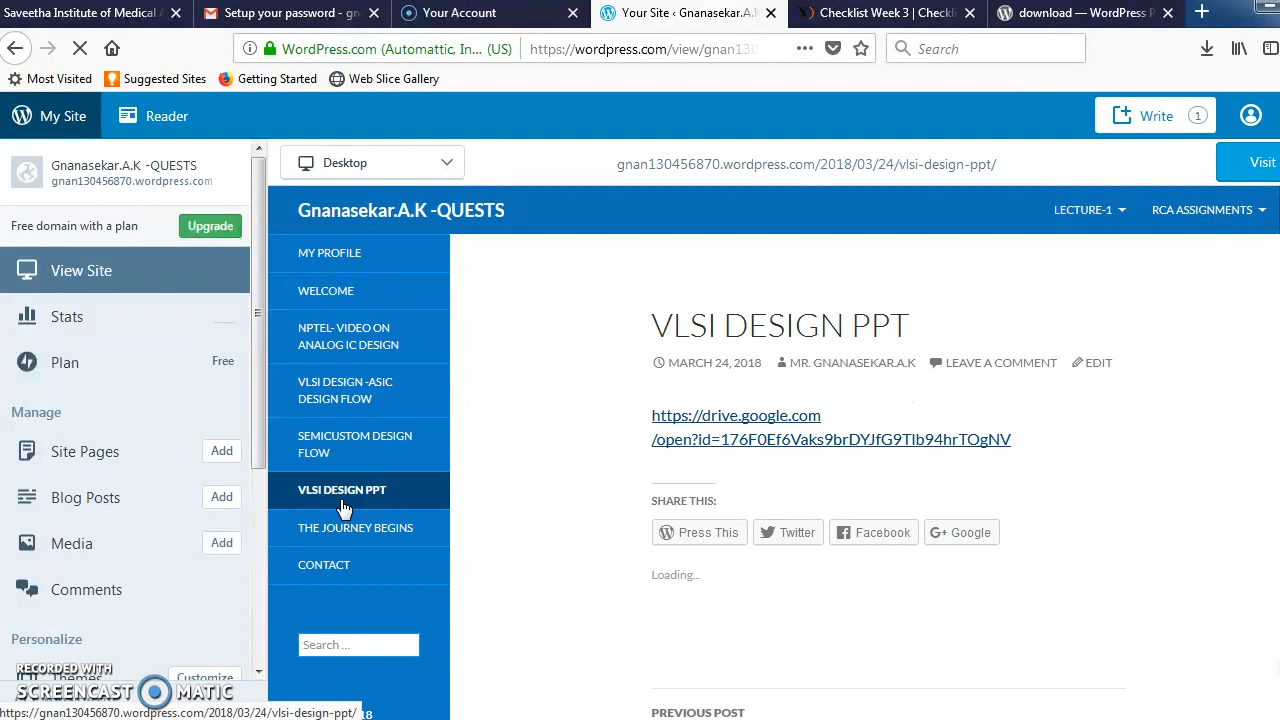 Saveetha Institute of Medical
Setup your password - gn
Your Account
Your Site ‹ Gnanasekar.A.K
Checklist Week 3 | Checkl
download — WordPress P
WordPress.com (Automattic, In... (US)
https://wordpress.com/view/gnan130
Search
Most Visited
Suggested Sites
Getting Started
Web Slice Gallery
My Site
Reader
Write 1
Gnanasekar.A.K -QUESTS
gnan130456870.wordpress.com
Desktop
gnan130456870.wordpress.com/2018/03/24/vlsi-design-ppt/
Visit
Free domain with a plan
Upgrade
View Site
Stats
Plan
Free
Manage
Site Pages
Add
Blog Posts
Add
Media
Add
Comments
Personalize
Themes
Customize
Gnanasekar.A.K -QUESTS
LECTURE-1
RCA ASSIGNMENTS
MY PROFILE
WELCOME
NPTEL- VIDEO ON
ANALOG IC DESIGN
VLSI DESIGN -ASIC
DESIGN FLOW
SEMICUSTOM DESIGN
FLOW
VLSI DESIGN PPT
THE JOURNEY BEGINS
CONTACT
Search ...
18
VLSI DESIGN PPT
MARCH 24, 2018
MR. GNANASEKAR.A.K
LEAVE A COMMENT
EDIT
https://drive.google.com
/open?id=176F0Ef6Vaks9brDYJfG9TIb94hrTOgNV
SHARE THIS:
Press This
Twitter
Facebook
Google
Loading...
PREVIOUS POST
RECORDED WITH
SCREENCAST MATIC
https://gnan130456870.wordpress.com/2018/03/24/vlsi-design-ppt/